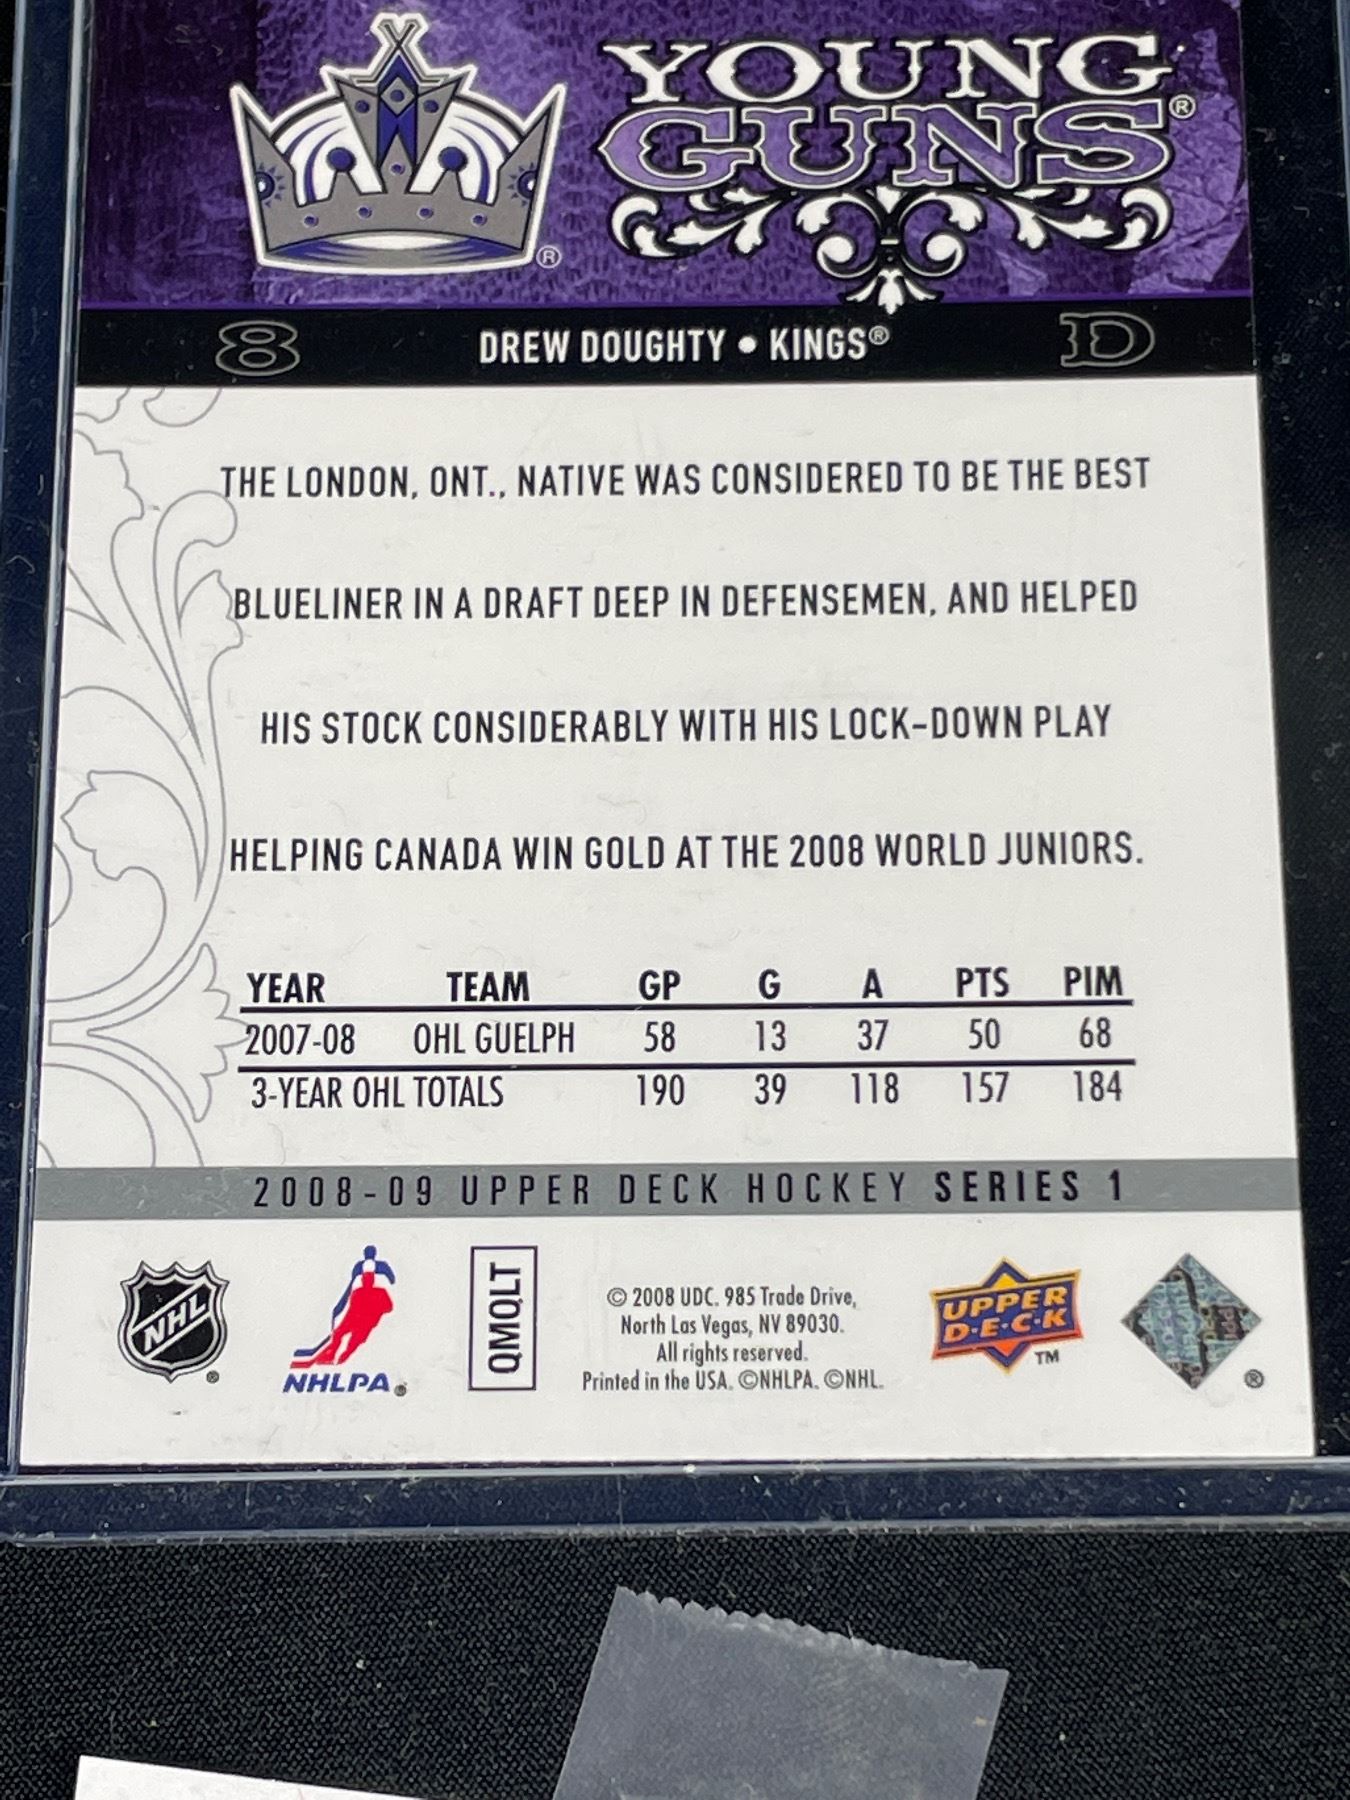 YOUNG
GUNS®
®
8 DREW DOUGHTY • KINGS® D
THE LONDON, ONT., NATIVE WAS CONSIDERED TO BE THE BEST
BLUELINER IN A DRAFT DEEP IN DEFENSEMEN, AND HELPED
HIS STOCK CONSIDERABLY WITH HIS LOCK-DOWN PLAY
HELPING CANADA WIN GOLD AT THE 2008 WORLD JUNIORS.
YEAR TEAM GP G A PTS PIM
2007-08 OHL GUELPH 58 13 37 50 68
3-YEAR OHL TOTALS 190 39 118 157 184
2008-09 UPPER DECK HOCKEY SERIES 1
NHL®
NHLPA®
QMQLT
© 2008 UDC. 985 Trade Drive,
North Las Vegas, NV 89030.
All rights reserved.
Printed in the USA. ©NHLPA. ©NHL.
UPPER
D·E·C·K
TM
®